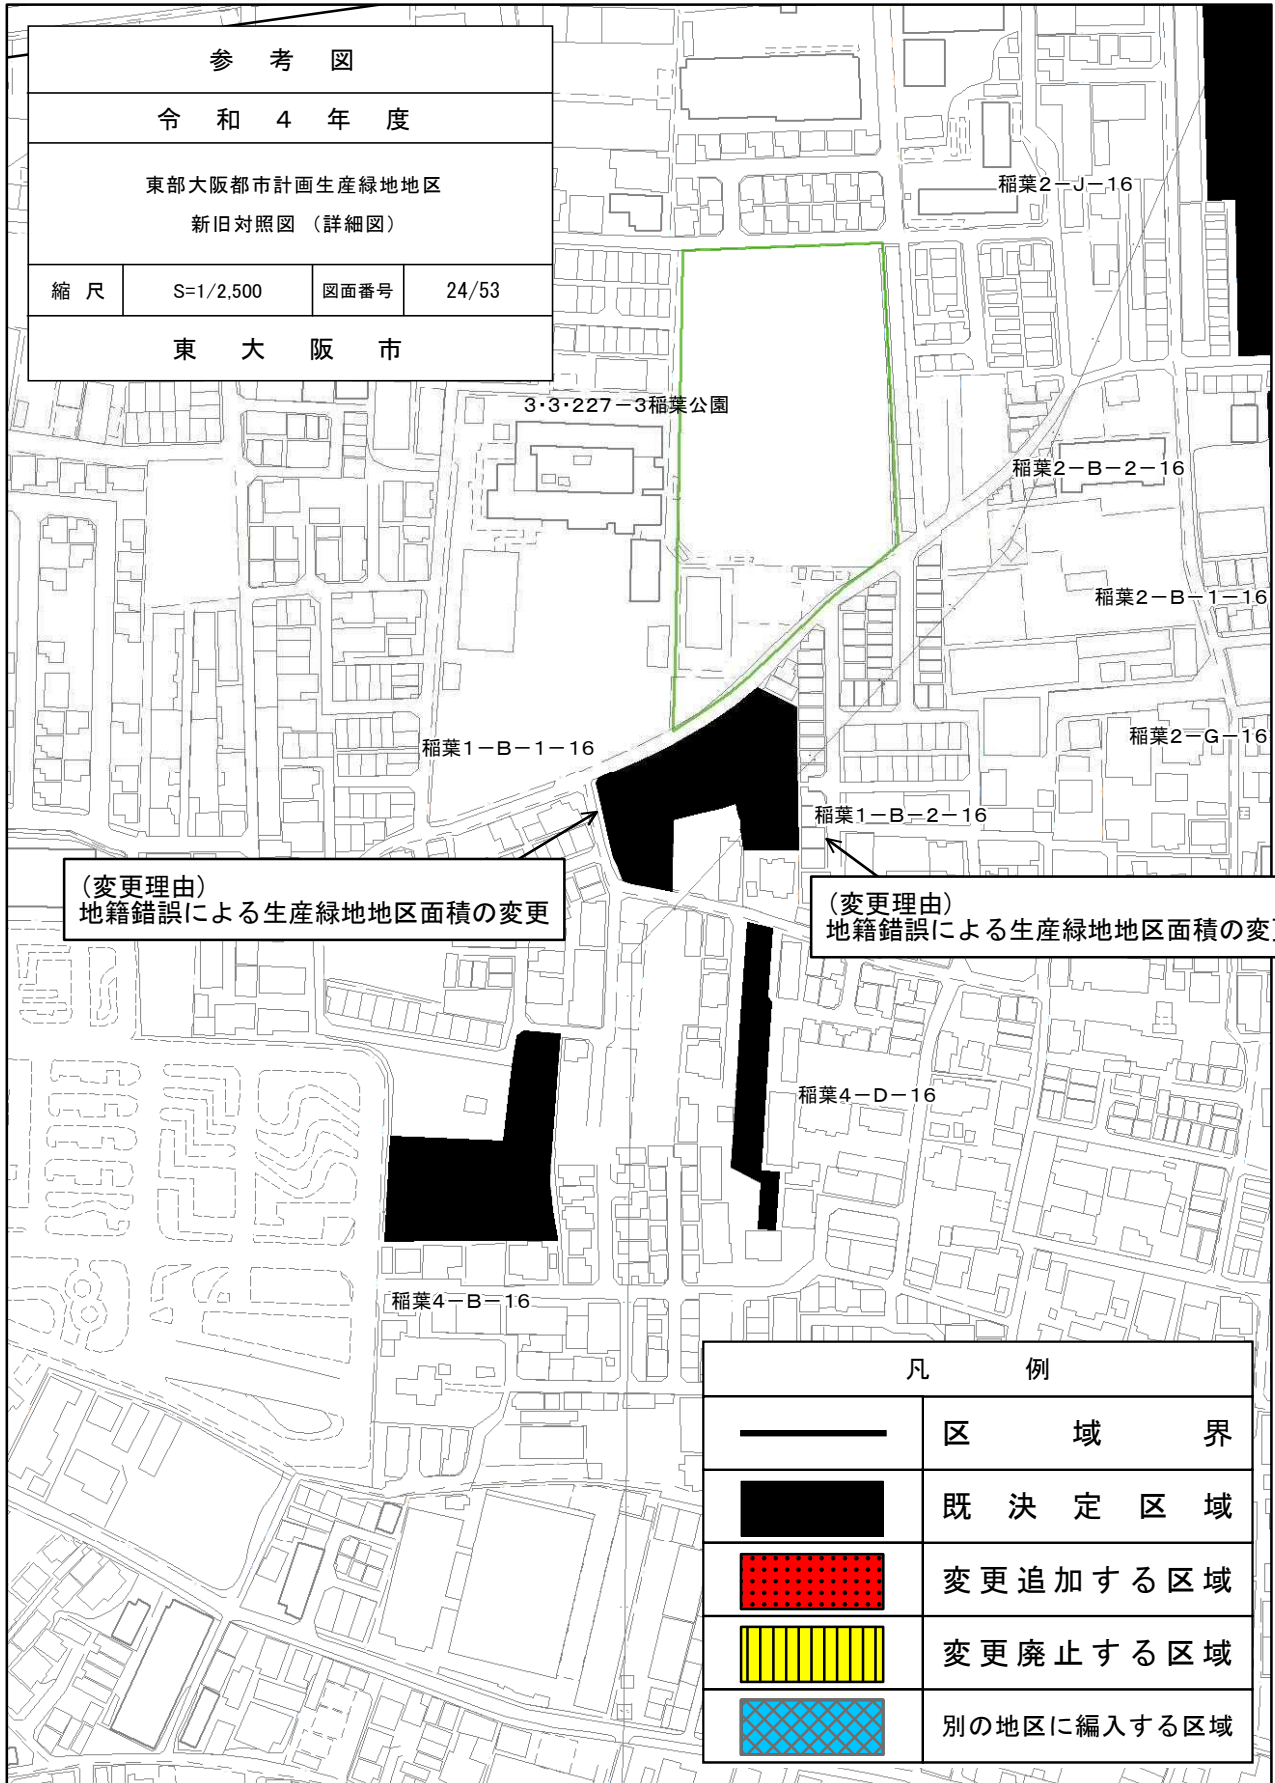 参考図
令和4年度
東部大阪都市計画生産緑地地区
新旧対照図 (詳細図)
縮尺 S=1/2,500 図面番号 24/53
東大阪市
稲葉2-J-16
3・3・227-3稲葉公園
稲葉2-B-2-16
稲葉2-B-1-16
稲葉2-G-16
稲葉1-B-1-16
稲葉1-B-2-16
(変更理由)
地籍錯誤による生産緑地地区面積の変更
(変更理由)
地籍錯誤による生産緑地地区面積の変
稲葉4-D-16
稲葉4-B-16
凡例
区域界
既決定区域
変更追加する区域
変更廃止する区域
別の地区に編入する区域